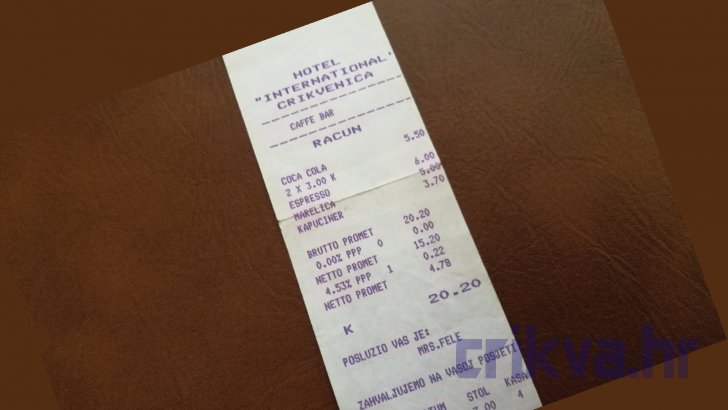 HOTEL
"INTERNATIONAL"
CRIKVENICA
CAFFE BAR
RACUN
COCA COLA 5.50
2 X 3.00 K
ESPRESSO 6.00
MARELICA 5.00
KAPUCINER 3.70
BRUTTO PROMET 20.20
0.00% PPP 0 0.00
NETTO PROMET 15.20
4.53% PPP 1 0.22
NETTO PROMET 4.78
K 20.20
POSLUZIO VAS JE:
MRS.FELE
ZAHVALJUJEMO NA VASOJ POSJETI
STOL KASA
4
crikva.hr